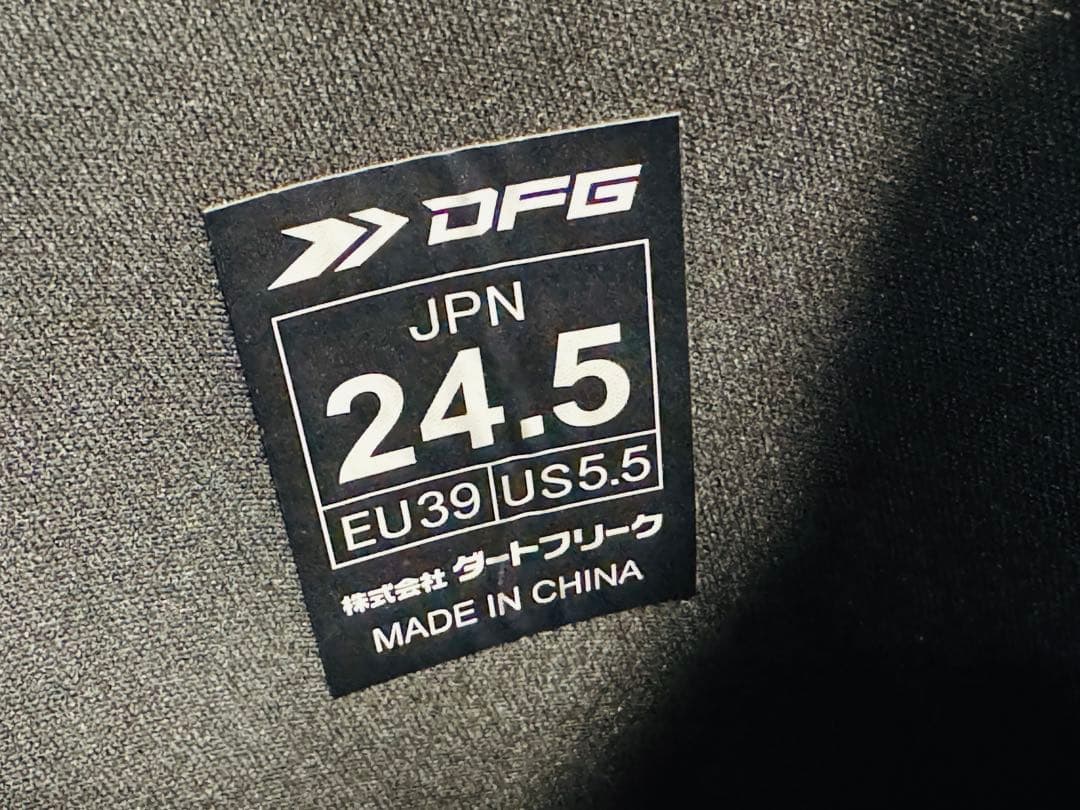 DFG
JPN
24.5
EU39 US5.5
株式会社 ダートフリーク
MADE IN CHINA